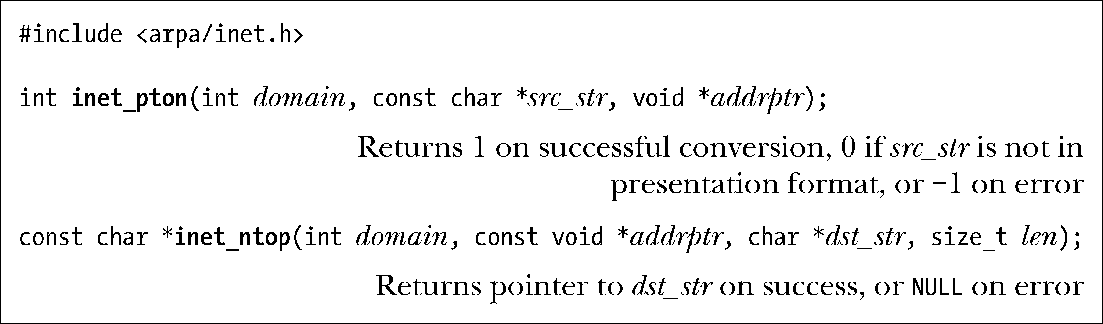 #include <arpa/inet.h>
int inet_pton(int domain, const char *src_str, void *addrptr);
Returns 1 on successful conversion, 0 if src_str is not in
presentation format, or –1 on error
const char *inet_ntop(int domain, const void *addrptr, char *dst_str, size_t len);
Returns pointer to dst_str on success, or NULL on error